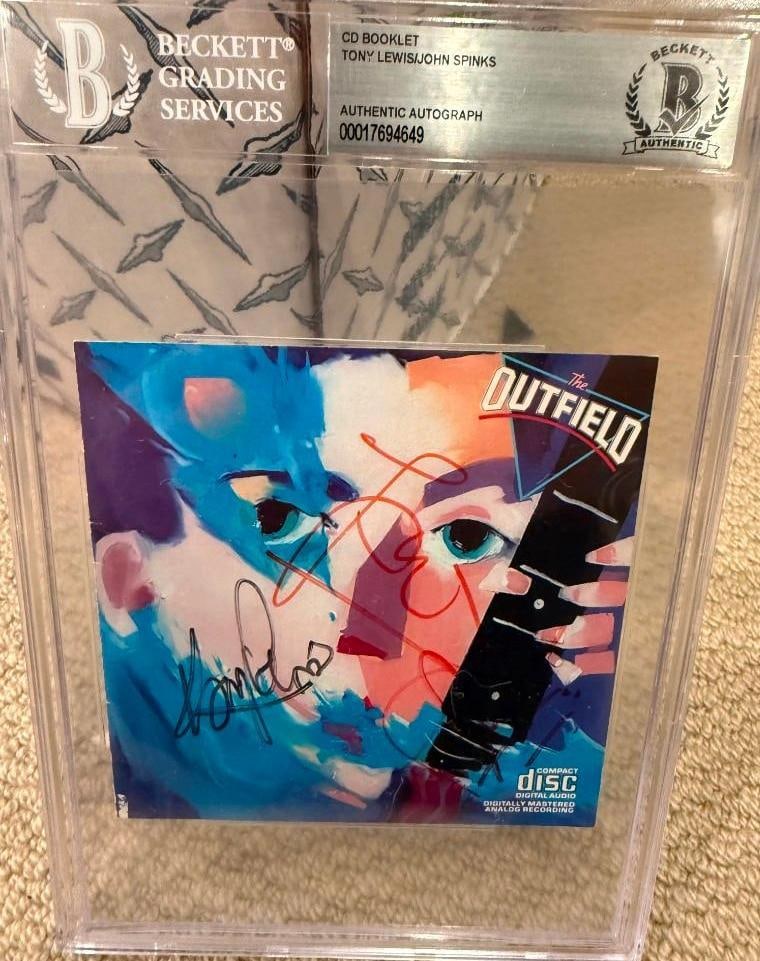 BECKETT®
GRADING
SERVICES
CD BOOKLET
TONY LEWIS/JOHN SPINKS
AUTHENTIC AUTOGRAPH
00017694649
BECKETT
B
AUTHENTIC
The
OUTFIELD
COMPACT
disc
DIGITAL AUDIO
DIGITALLY MASTERED
ANALOG RECORDING